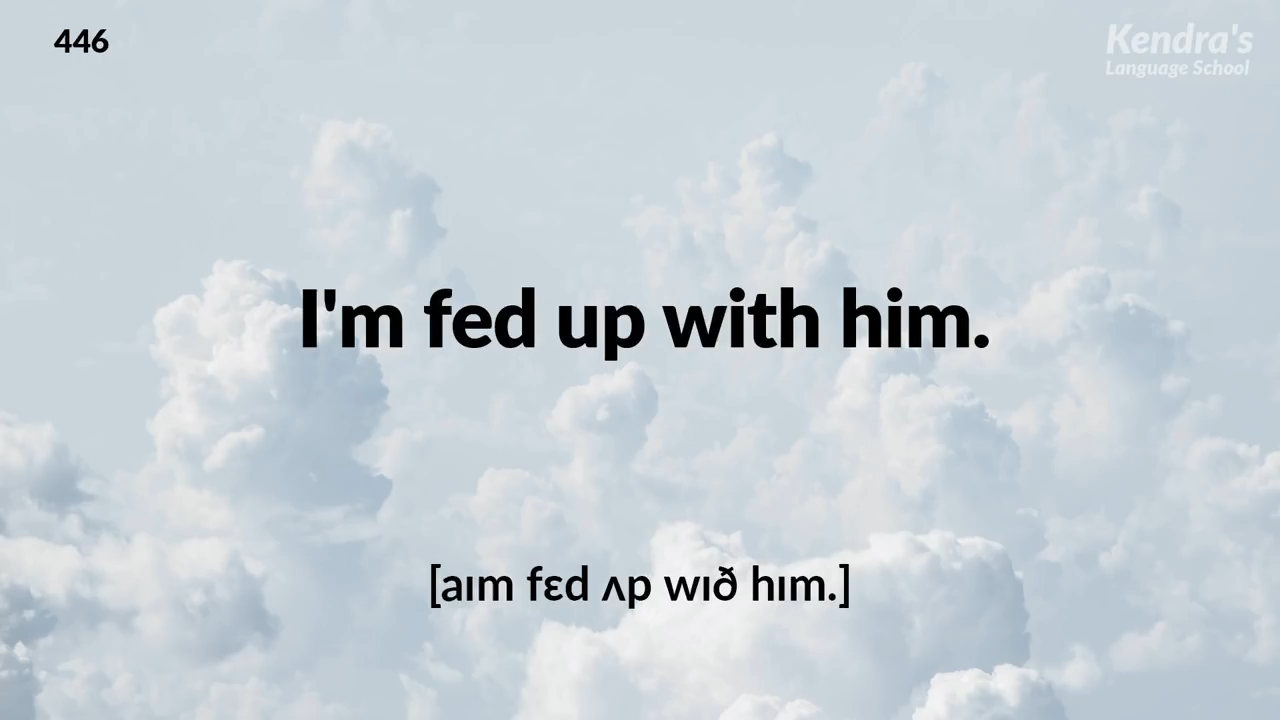 446
Kendra's
Language School
I'm fed up with him.
[aɪm fɛd ʌp wɪð hɪm.]